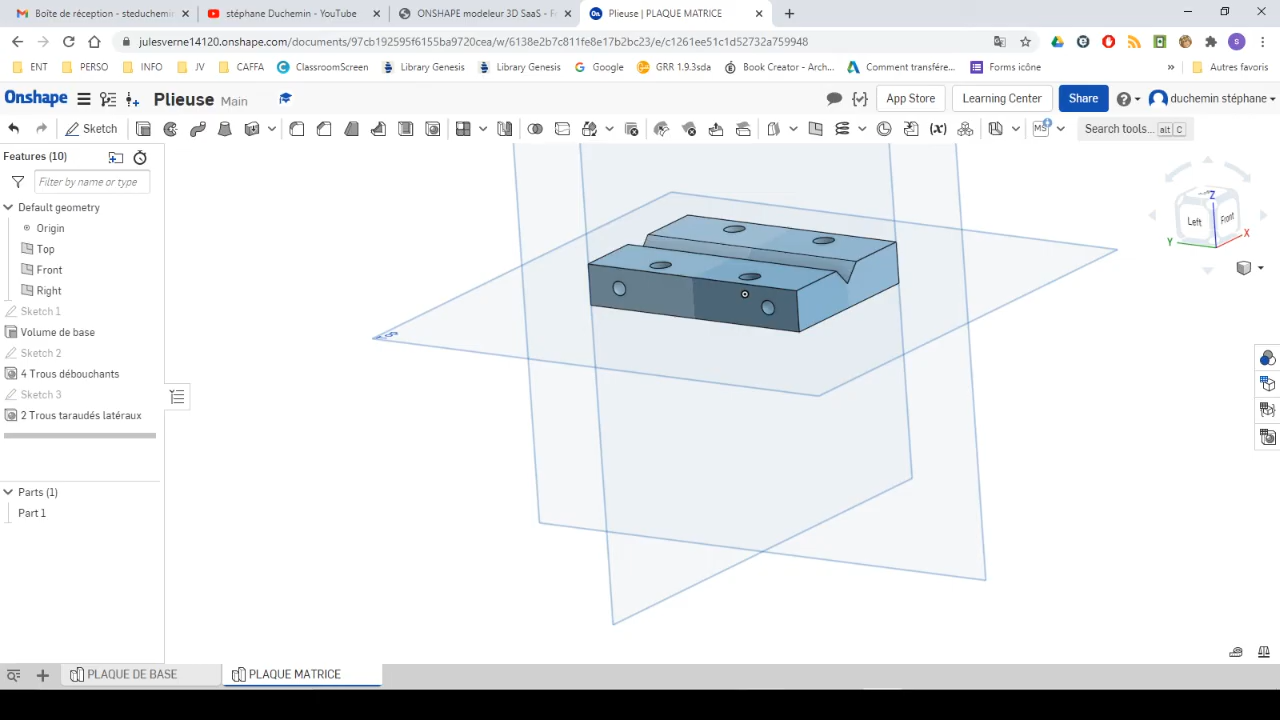 Boîte de réception - steduchemin
stéphane Duchemin - YouTube
ONSHAPE modeleur 3D SaaS - F
Plieuse | PLAQUE MATRICE
julesverne14120.onshape.com/documents/97cb192595f6155ba9720cea/w/6138e2b7c811fe8e17b2bc23/e/c1261ee51c1d52732a759948
ENT PERSO INFO JV CAFFA ClassroomScreen Library Genesis Library Genesis Google GRR 1.9.3sda Book Creator - Arch... Comment transfére... Forms icône » Autres favoris
Onshape Plieuse Main App Store Learning Center Share duchemin stéphane
Sketch Search tools... alt C
Features (10)
Filter by name or type
Default geometry
Origin
Top
Front
Right
Sketch 1
Volume de base
Sketch 2
4 Trous débouchants
Sketch 3
2 Trous taraudés latéraux
Parts (1)
Part 1
Z
Left Front
Y X
PLAQUE DE BASE PLAQUE MATRICE